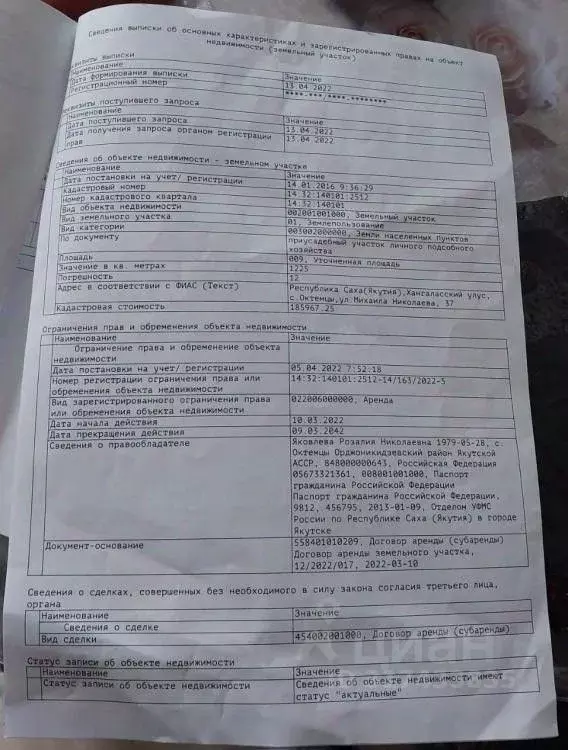 Сведения выписки об основных характеристиках и зарегистрированных правах на объект
недвижимости (земельный участок)
Реквизиты Выписки
Наименование Значение
Дата формирования выписки 13.04.2022
Регистрационный номер
Реквизиты поступившего запроса
Наименование Значение
Дата поступившего запроса 13.04.2022
Дата получения запроса органом регистрации 13.04.2022
прав
Сведения об объекте недвижимости - земельном участке
Наименование Значение
Дата постановки на учет/ регистрации 14.01.2016 9:36:29
Кадастровый номер 14:32:140101:2512
Номер кадастрового квартала 14:32:140101
Вид объекта недвижимости 002001001000, Земельный участок
Вид земельного участка 01, Землепользование
Вид категории 003002000000, Земли населенных пунктов
По документу приусадебный участок личного подсобного
хозяйства
Площадь 009, Уточненная площадь
Значение в кв. метрах 1225
Погрешность 12
Адрес в соответствии с ФИАС (Текст) Республика Саха(Якутия),Хангаласский улус,
с Октемцы,ул Михаила Николаева, 37
Кадастровая стоимость 185967.25
Ограничения прав и обременения объекта недвижимости
Наименование Значение
Ограничение права и обременение объекта
недвижимости
Дата постановки на учет/ регистрации 05.04.2022 7:52:18
Номер регистрации ограничения права или 14:32:140101:2512-14/163/2022-5
обременения объекта недвижимости
Вид зарегистрированного ограничения права 022006000000, Аренда
или обременения объекта недвижимости
Дата начала действия 10.03.2022
Дата прекращения действия 09.03.2042
Сведения о правообладателе Яковлева Розалия Николаевна 1979-05-28, с.
Октемцы Орджоникидзевский район Якутской
АССР, 848000000643, Российская Федерация
05673321361, 008001001000, Паспорт
гражданина Российской Федерации
Паспорт гражданина Российской Федерации,
9812, 456795, 2013-01-09, Отделом УФМС
России по Республике Саха (Якутия) в городе
Якутске
Документ-основание 558401010209, Договор аренды (субаренды)
Договор аренды земельного участка,
12/2022/017, 2022-03-10
Сведения о сделках, совершенных без необходимого в силу закона согласия третьего лица,
органа
Наименование Значение
Сведения о сделке
Вид сделки 454002001000, Договор аренды (субаренды)
Статус записи об объекте недвижимости
Наименование Значение
Статус записи об объекте недвижимости Сведения об объекте недвижимости имеют
статус "актуальные"
циан